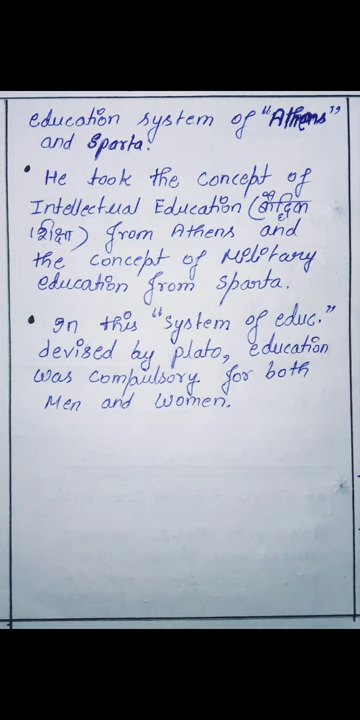 education system of "Athens"
and Sparta.
• He took the concept of
Intellectual Education (बौद्धिक
शिक्षा) from Athens and
the concept of Military
education from Sparta.
• In this "System of educ."
devised by plato, education
was compulsory for both
Men and Women.